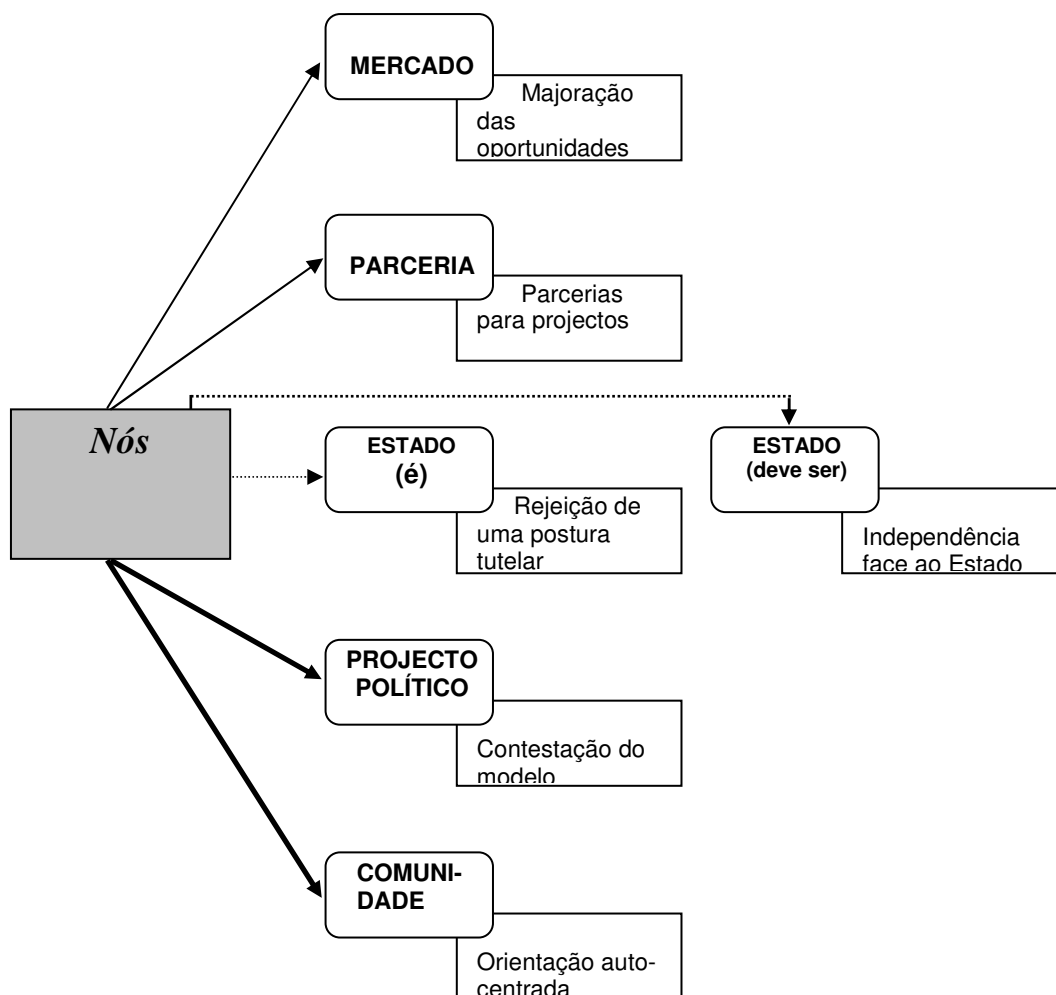 MERCADO
Majoração
das
oportunidades
PARCERIA
Parcerias
para projectos
Nós
ESTADO
(é)
Rejeição de
uma postura
tutelar
ESTADO
(deve ser)
Independência
face ao Estado
PROJECTO
POLÍTICO
Contestação do
modelo
COMUNI-
DADE
Orientação auto-
centrada